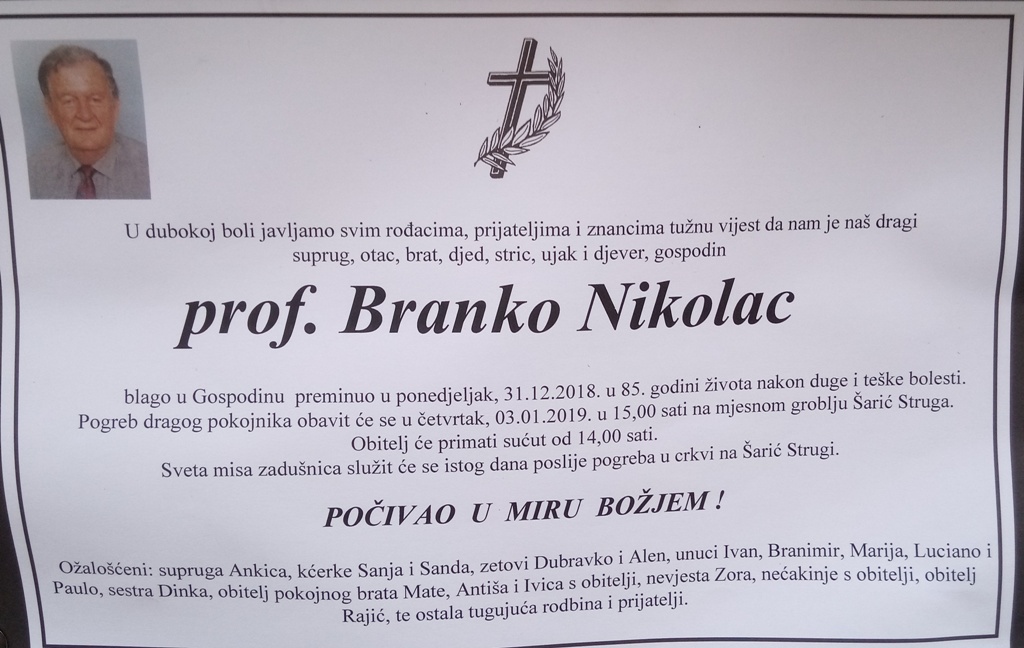 U dubokoj boli javljamo svim rođacima, prijateljima i znancima tužnu vijest da nam je naš dragi
suprug, otac, brat, djed, stric, ujak i djever, gospodin
prof. Branko Nikolac
blago u Gospodinu preminuo u ponedjeljak, 31.12.2018. u 85. godini života nakon duge i teške bolesti.
Pogreb dragog pokojnika obavit će se u četvrtak, 03.01.2019. u 15,00 sati na mjesnom groblju Šarić Struga.
Obitelj će primati sućut od 14,00 sati.
Sveta misa zadušnica služit će se istog dana poslije pogreba u crkvi na Šarić Strugi.
POČIVAO U MIRU BOŽJEM !
Ožalošćeni: supruga Ankica, kćerke Sanja i Sanda, zetovi Dubravko i Alen, unuci Ivan, Branimir, Marija, Luciano i
Paulo, sestra Dinka, obitelj pokojnog brata Mate, Antiša i Ivica s obitelji, nevjesta Zora, nećakinje s obitelji, obitelj
Rajić, te ostala tugujuća rodbina i prijatelji.